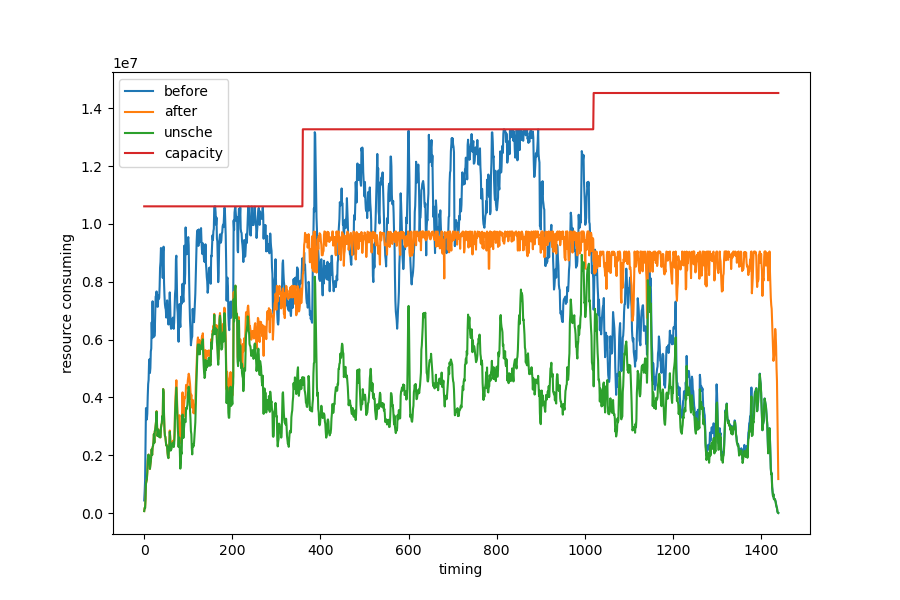 1e7
before
after
unsche
capacity
1.4
1.2
1.0
0.8
0.6
0.4
0.2
0.0
resource consuming
0 200 400 600 800 1000 1200 1400
timing